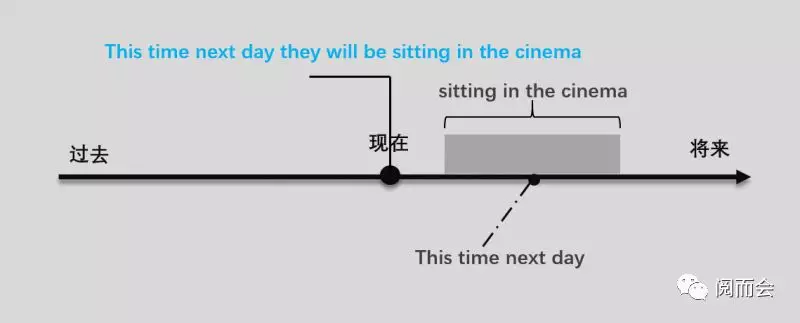 This time next day they will be sitting in the cinema
sitting in the cinema
过去
现在
将来
This time next day
阅而会